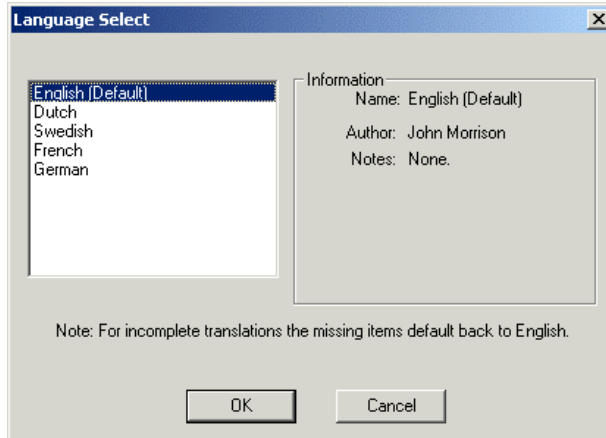 Language Select
English (Default)
Dutch
Swedish
French
German
Information
Name: English (Default)
Author: John Morrison
Notes: None.
Note: For incomplete translations the missing items default back to English.
OK
Cancel